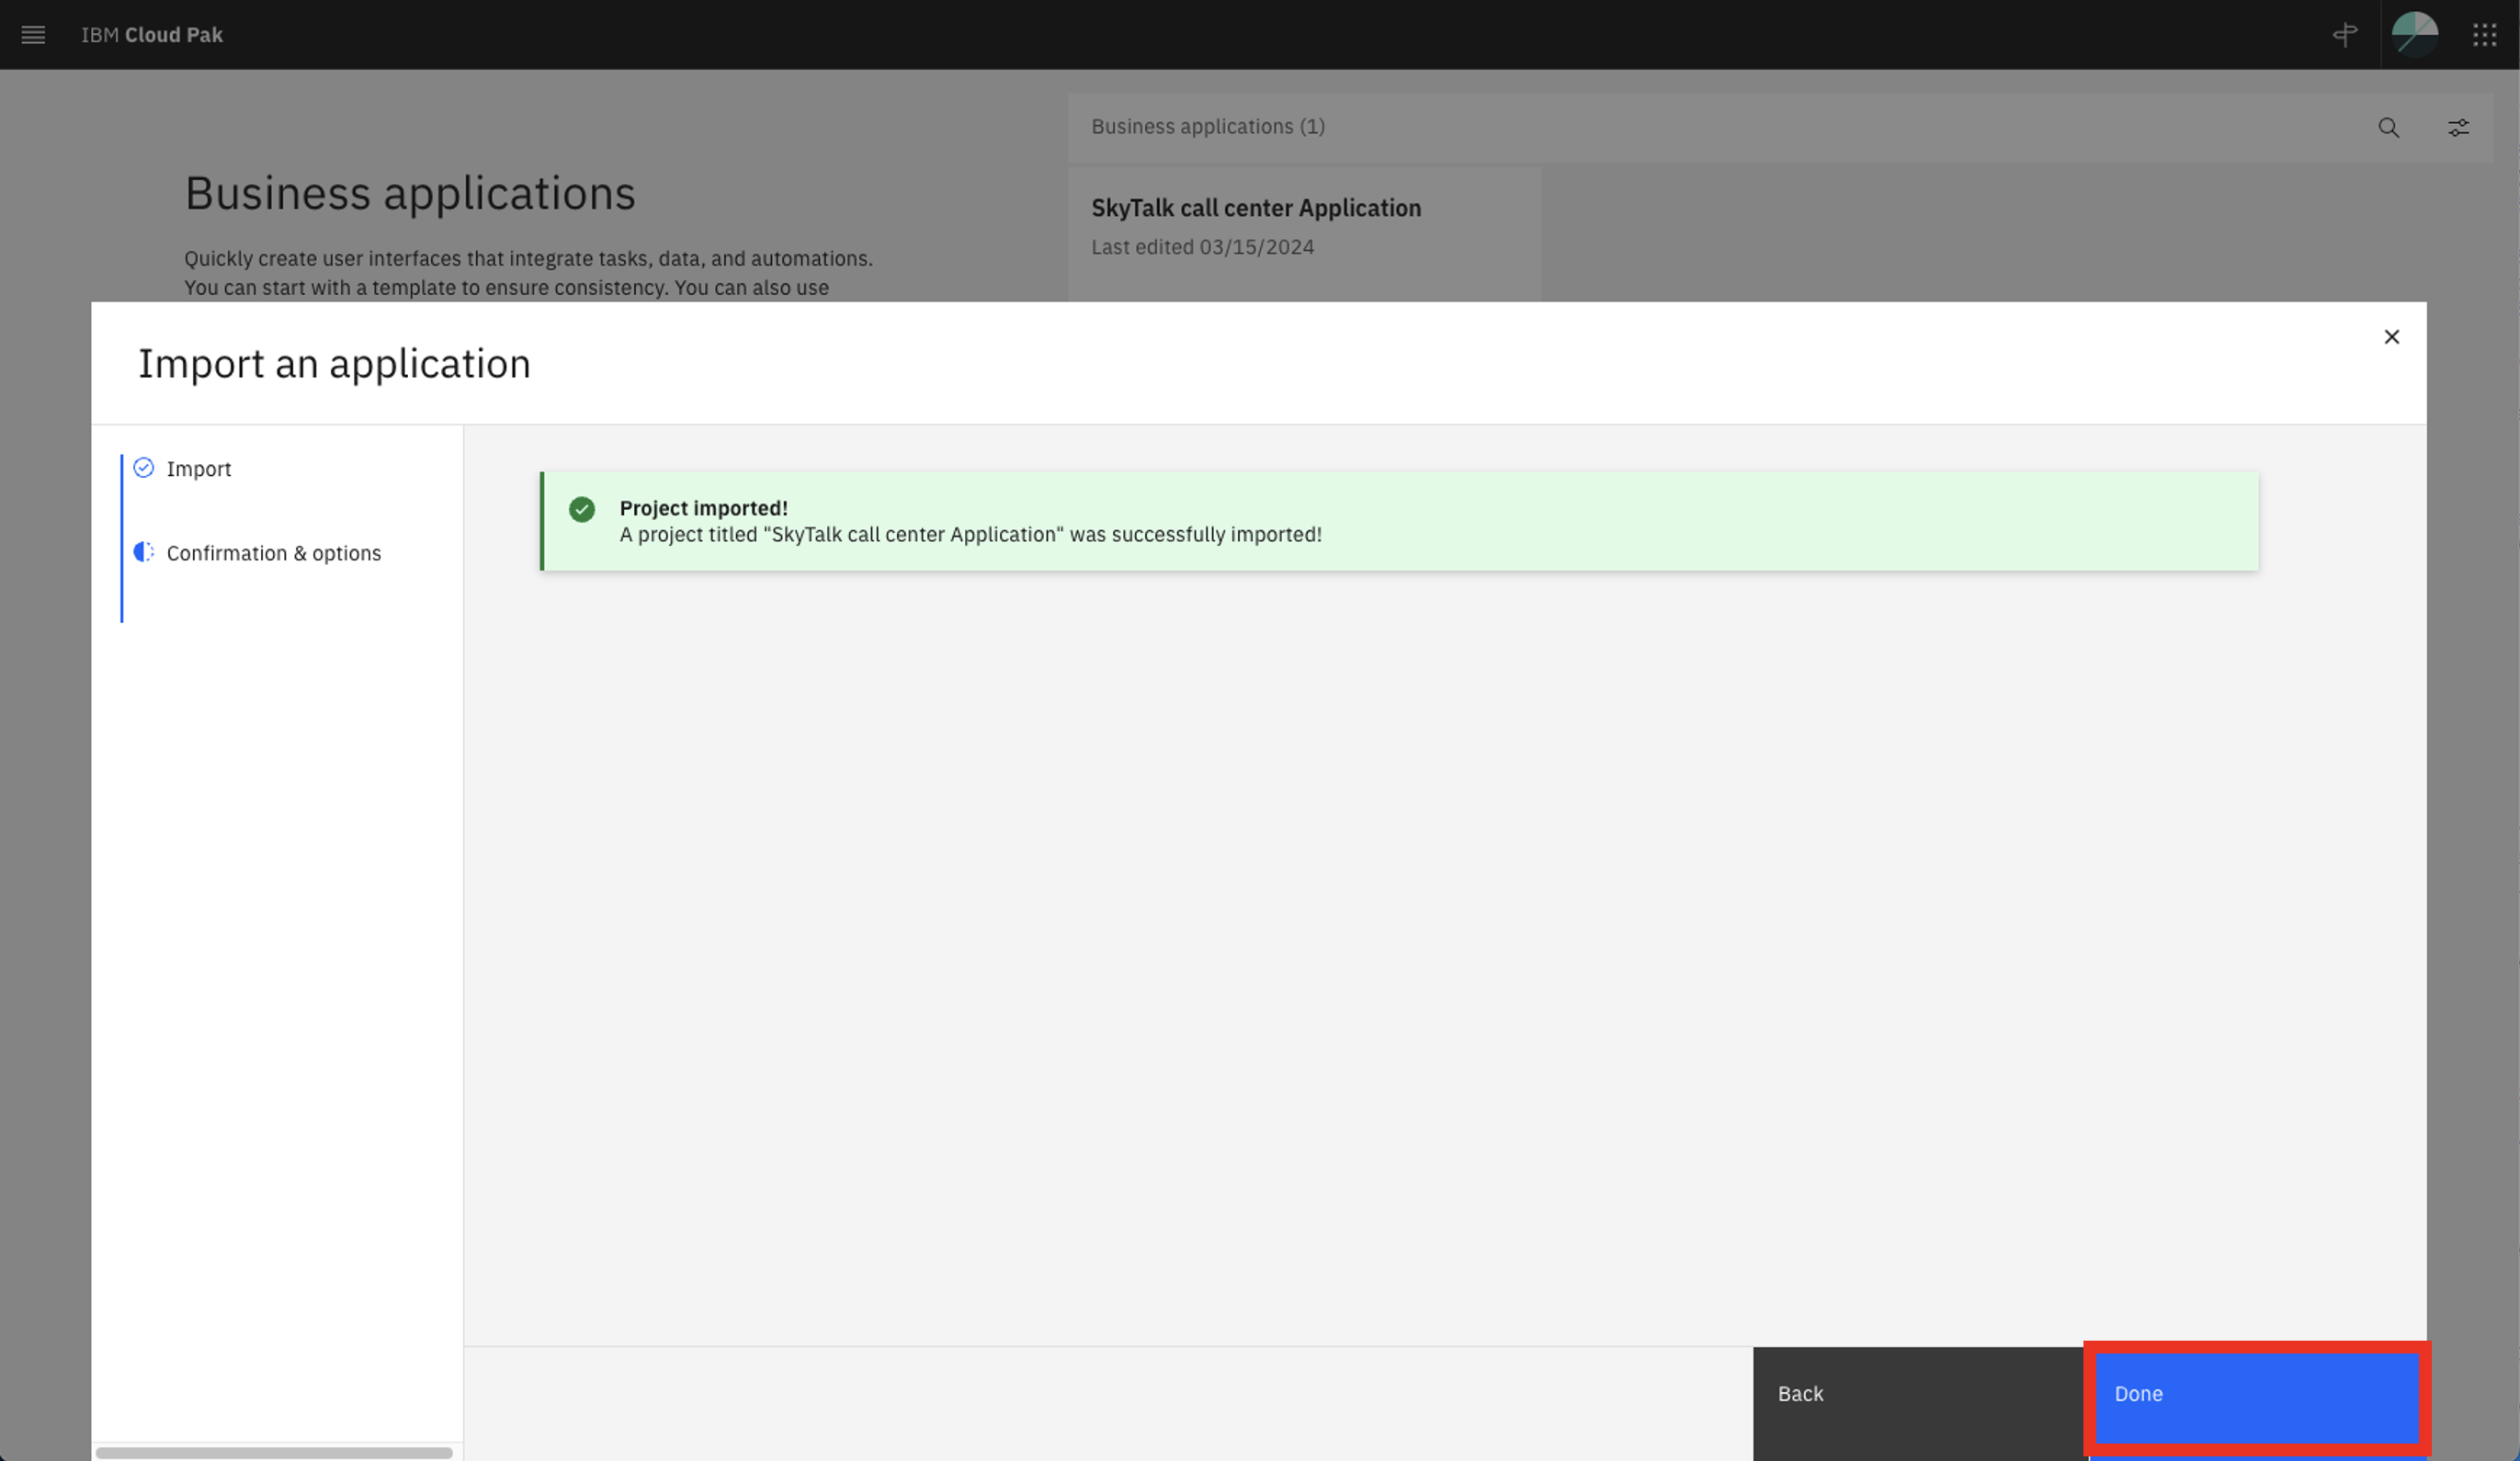 IBM Cloud Pak
Business applications (1)
Business applications
SkyTalk call center Application
Last edited 03/15/2024
Quickly create user interfaces that integrate tasks, data, and automations.
You can start with a template to ensure consistency. You can also use
Import an application
Import
Confirmation & options
Project imported!
A project titled "SkyTalk call center Application" was successfully imported!
Back
Done